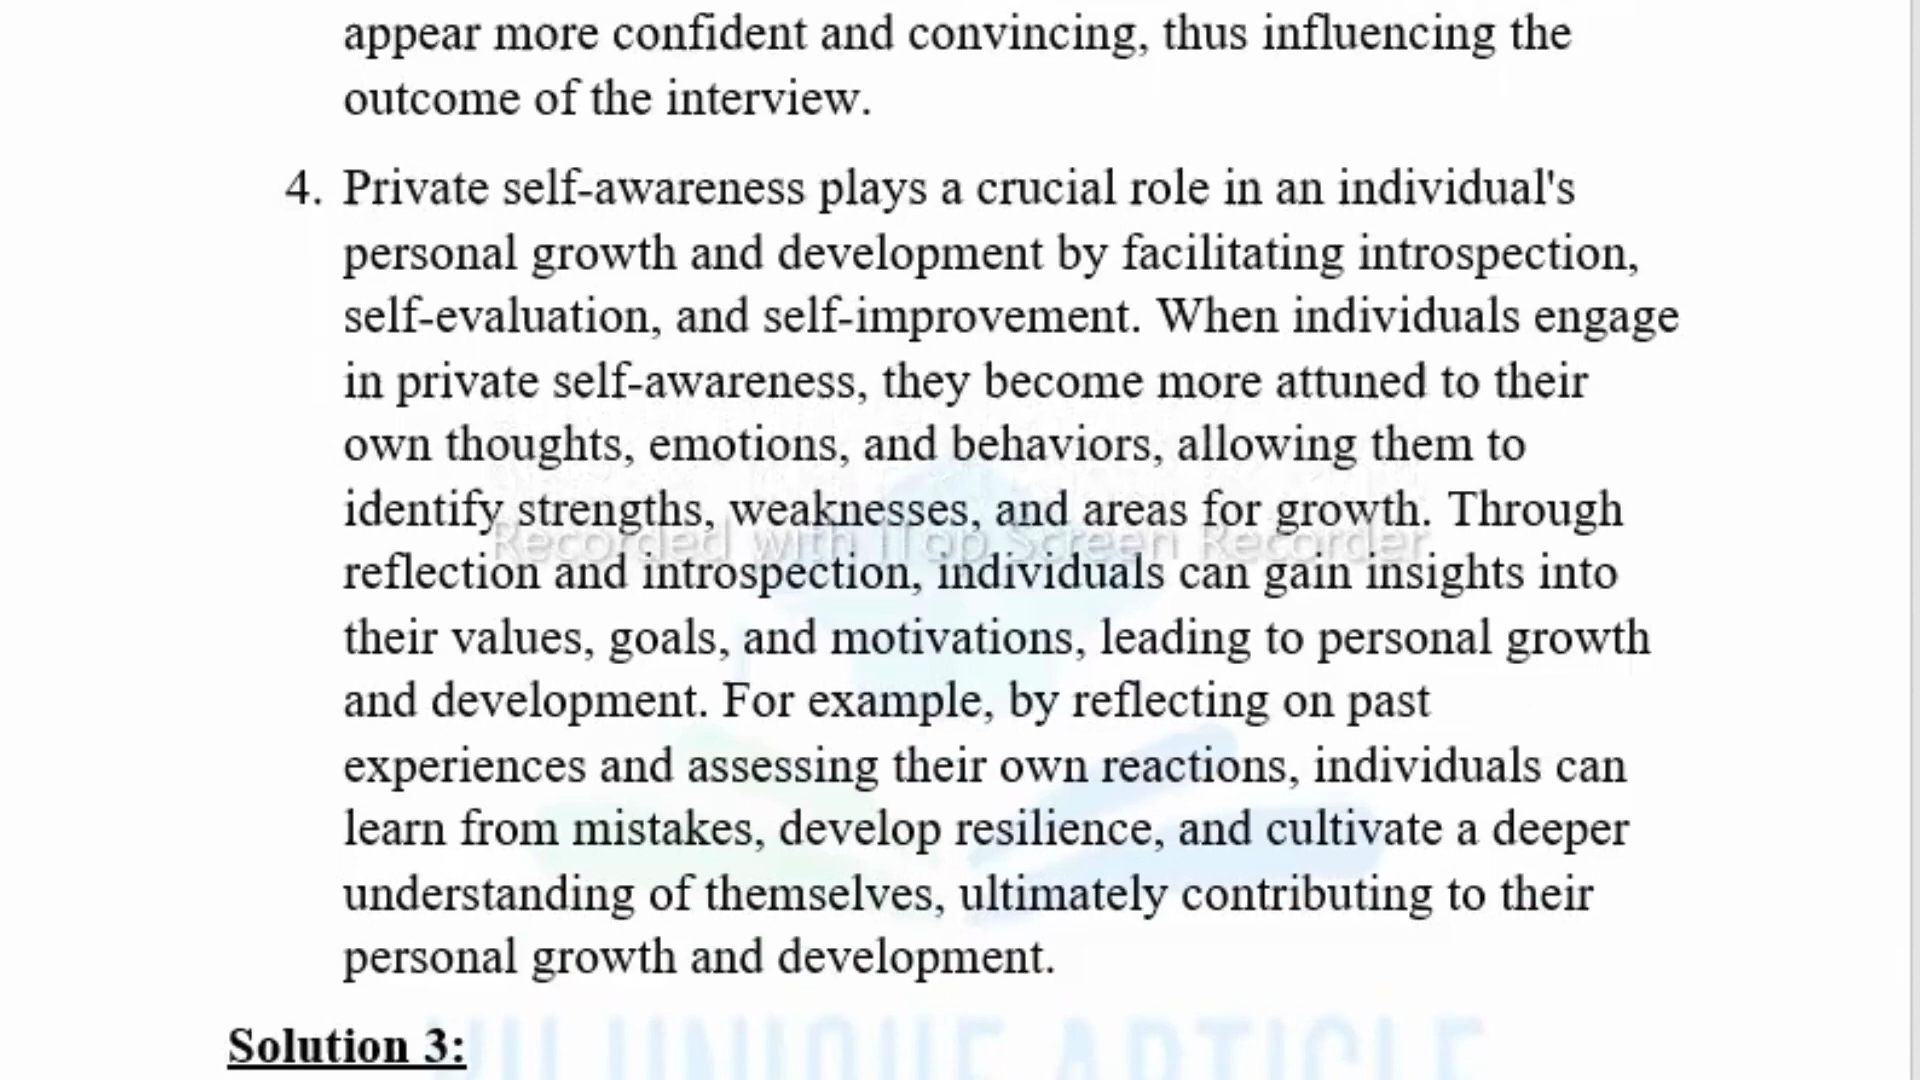 appear more confident and convincing, thus influencing the
outcome of the interview.
4. Private self-awareness plays a crucial role in an individual's
personal growth and development by facilitating introspection,
self-evaluation, and self-improvement. When individuals engage
in private self-awareness, they become more attuned to their
own thoughts, emotions, and behaviors, allowing them to
identify strengths, weaknesses, and areas for growth. Through
Recorded with iTop Screen Recorder
reflection and introspection, individuals can gain insights into
their values, goals, and motivations, leading to personal growth
and development. For example, by reflecting on past
experiences and assessing their own reactions, individuals can
learn from mistakes, develop resilience, and cultivate a deeper
understanding of themselves, ultimately contributing to their
personal growth and development.
Solution 3:
UNIQUE ARTICLE